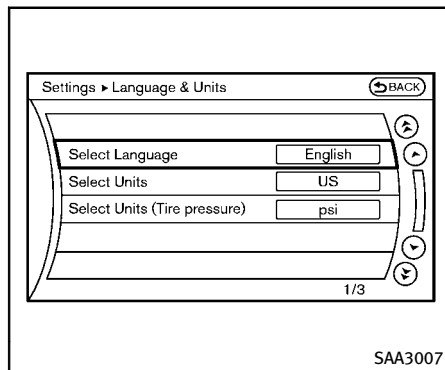 Settings ▸ Language & Units
BACK
Select Language English
Select Units US
Select Units (Tire pressure) psi
1/3
SAA3007